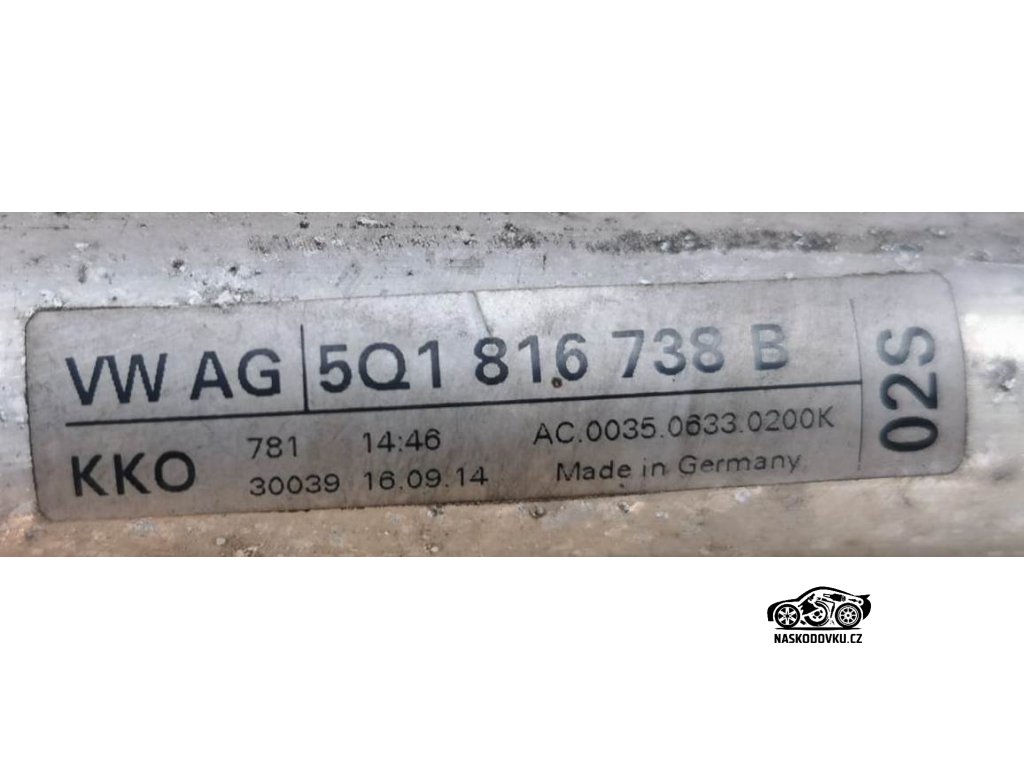 VW AG 5Q1 816 738 B
KKO 781 14:46 AC.0035.0633.0200K
30039 16.09.14 Made in Germany
02S
NASKODOVKU.CZ